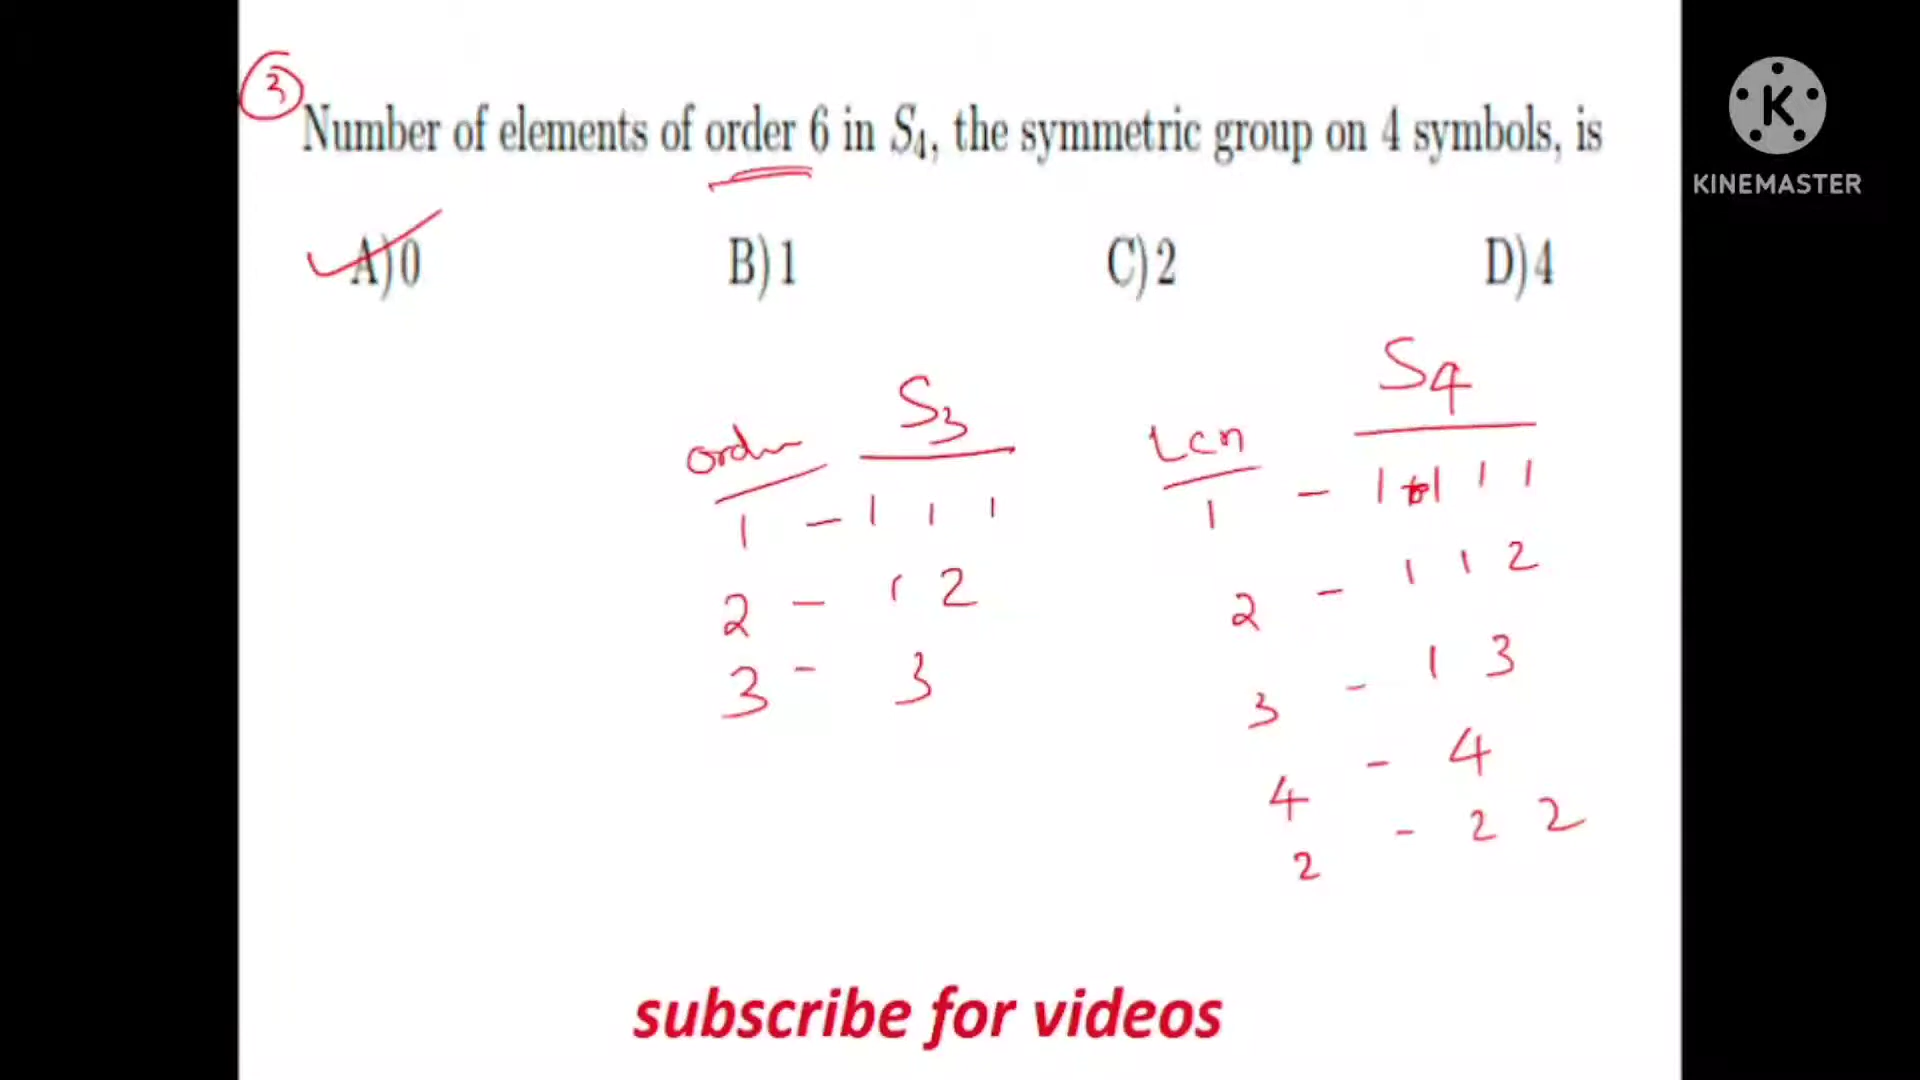 3
Number of elements of order 6 in S₄, the symmetric group on 4 symbols, is
A) 0 B) 1 C) 2 D) 4
K
KINEMASTER
order S₃
1 – 1 1 1
2 – 1 2
3 – 3
Lcm S₄
1 – 1 1 1 1
2 – 1 1 2
3 – 1 3
4 – 4
2 – 2 2
subscribe for videos